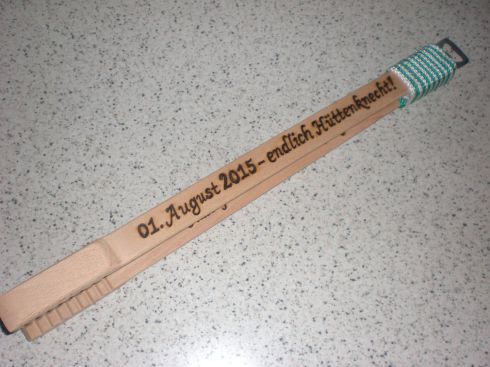 01. August 2015 – endlich Hüttenknecht!